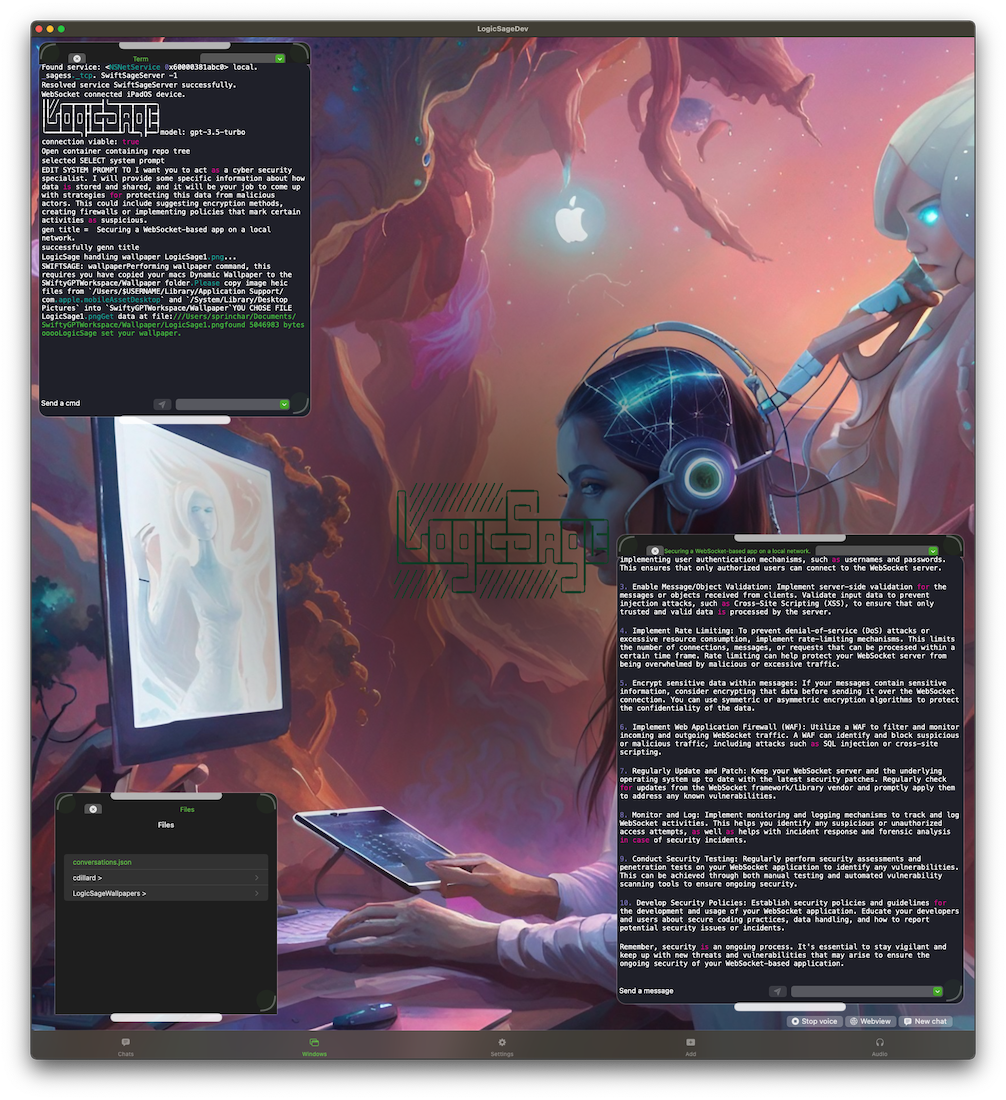 LogicSageDev
Term
Found service: <NSNetService 0x60000381abc0> local.
_sagess._tcp. SwiftSageServer -1
Resolved service SwiftSageServer successfully.
WebSocket connected iPadOS device.
LogicSage model: gpt-3.5-turbo
connection viable: true
Open container containing repo tree
selected SELECT system prompt
EDIT SYSTEM PROMPT TO I want you to act as a cyber security
specialist. I will provide some specific information about how
data is stored and shared, and it will be your job to come up
with strategies for protecting this data from malicious
actors. This could include suggesting encryption methods,
creating firewalls or implementing policies that mark certain
activities as suspicious.
gen title =  Securing a WebSocket-based app on a local
network.
successfully genn title
LogicSage handling wallpaper LogicSage1.png...
SWIFTSAGE: wallpaperPerforming wallpaper command, this
requires you have copied your macs Dynamic Wallpaper to the
SWiftyGPTWorkspace/Wallpaper folder.Please copy image heic
files from `/Users/$USERNAME/Library/Application Support/
com.apple.mobileAssetDesktop` and `/System/Library/Desktop
Pictures` into `SwiftyGPTWorkspace/Wallpaper`YOU CHOSE FILE
LogicSage1.pngGet data at file:///Users/sprinchar/Documents/
SwiftyGPTWorkspace/Wallpaper/LogicSage1.pngfound 5046983 bytes
ooooLogicSage set your wallpaper.
Send a cmd
LogicSage
Securing a WebSocket-based app on a local network.
implementing user authentication mechanisms, such as usernames and passwords.
This ensures that only authorized users can connect to the WebSocket server.
3. Enable Message/Object Validation: Implement server-side validation for the
messages or objects received from clients. Validate input data to prevent
injection attacks, such as Cross-Site Scripting (XSS), to ensure that only
trusted and valid data is processed by the server.
4. Implement Rate Limiting: To prevent denial-of-service (DoS) attacks or
excessive resource consumption, implement rate-limiting mechanisms. This limits
the number of connections, messages, or requests that can be processed within a
certain time frame. Rate limiting can help protect your WebSocket server from
being overwhelmed by malicious or excessive traffic.
5. Encrypt sensitive data within messages: If your messages contain sensitive
information, consider encrypting that data before sending it over the WebSocket
connection. You can use symmetric or asymmetric encryption algorithms to protect
the confidentiality of the data.
6. Implement Web Application Firewall (WAF): Utilize a WAF to filter and monitor
incoming and outgoing WebSocket traffic. A WAF can identify and block suspicious
or malicious traffic, including attacks such as SQL injection or cross-site
scripting.
7. Regularly Update and Patch: Keep your WebSocket server and the underlying
operating system up to date with the latest security patches. Regularly check
for updates from the WebSocket framework/library vendor and promptly apply them
to address any known vulnerabilities.
8. Monitor and Log: Implement monitoring and logging mechanisms to track and log
WebSocket activities. This helps you identify any suspicious or unauthorized
access attempts, as well as helps with incident response and forensic analysis
in case of security incidents.
9. Conduct Security Testing: Regularly perform security assessments and
penetration tests on your WebSocket application to identify any vulnerabilities.
This can be achieved through both manual testing and automated vulnerability
scanning tools to ensure ongoing security.
10. Develop Security Policies: Establish security policies and guidelines for
the development and usage of your WebSocket application. Educate your developers
and users about secure coding practices, data handling, and how to report
potential security issues or incidents.
Remember, security is an ongoing process. It's essential to stay vigilant and
keep up with new threats and vulnerabilities that may arise to ensure the
ongoing security of your WebSocket-based application.
Send a message
Files
Files
conversations.json
cdillard >
LogicSageWallpapers >
Stop voice
Webview
New chat
Chats
Windows
Settings
Add
Audio